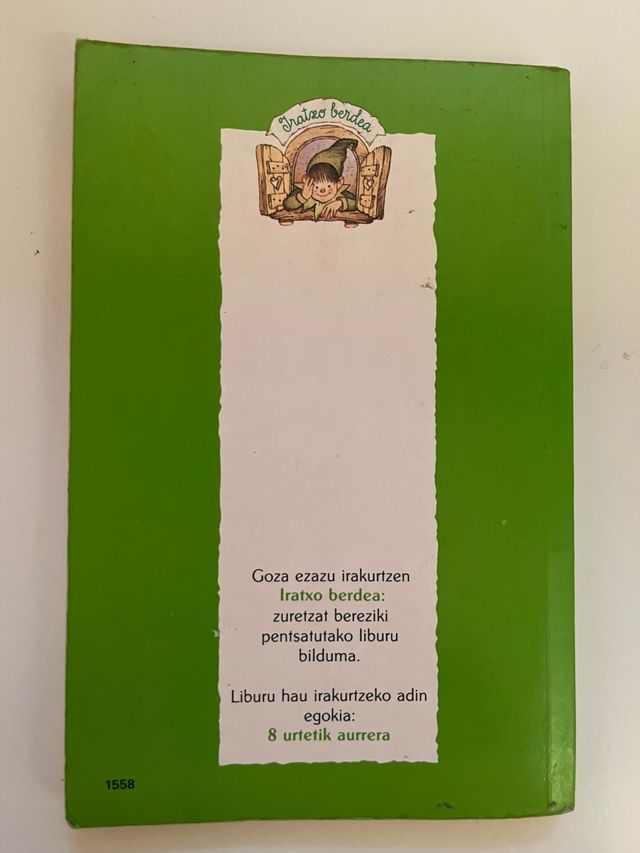 Iratxo berdea
Goza ezazu irakurtzen
Iratxo berdea:
zuretzat bereziki
pentsatutako liburu
bilduma.
Liburu hau irakurtzeko adin
egokia:
8 urtetik aurrera
1558